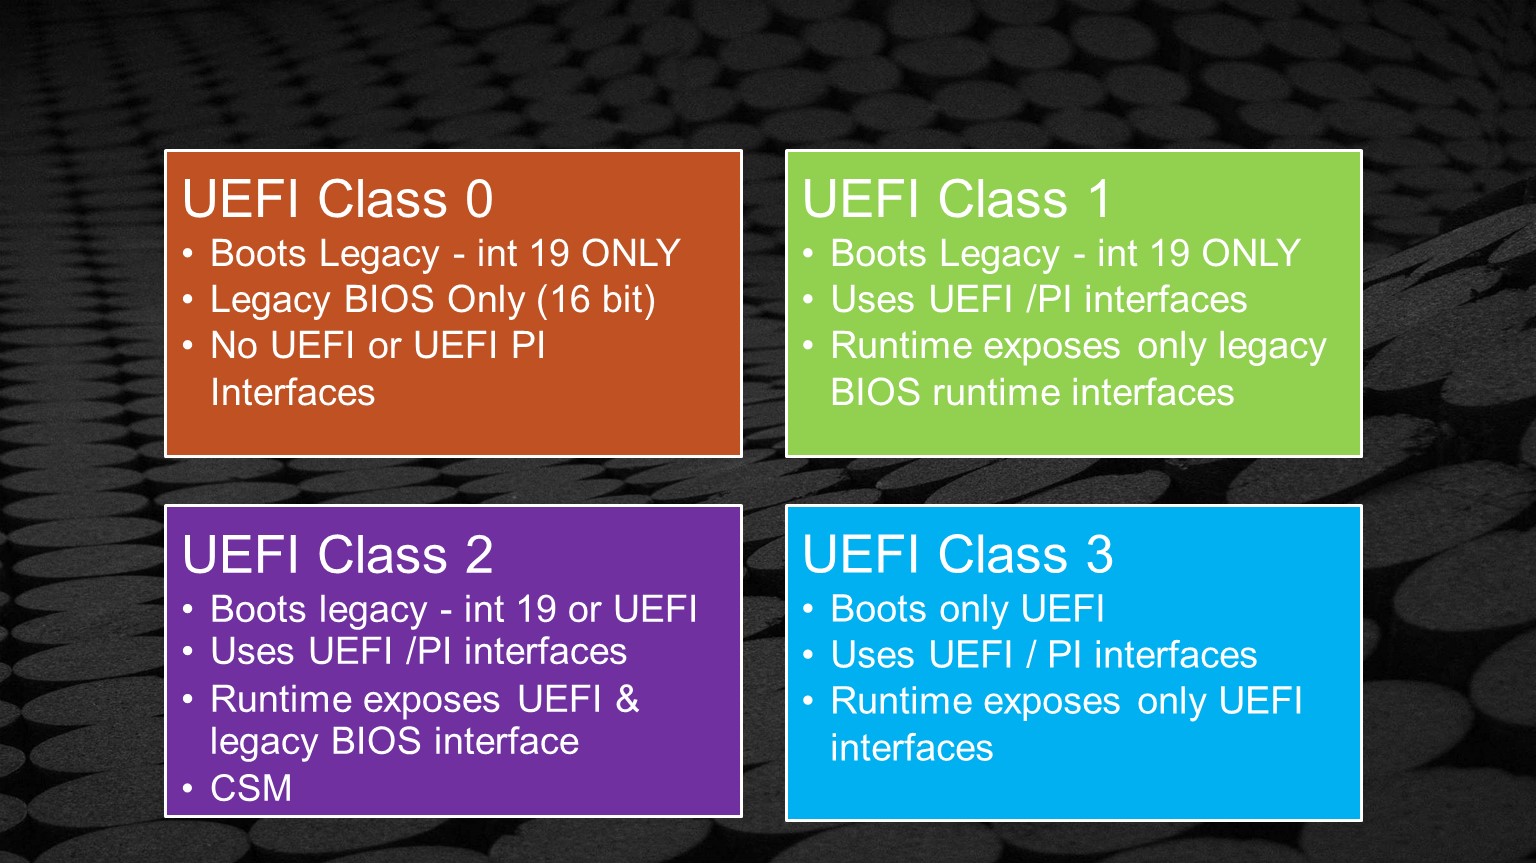 UEFI Class 0
• Boots Legacy - int 19 ONLY
• Legacy BIOS Only (16 bit)
• No UEFI or UEFI PI
Interfaces
UEFI Class 1
• Boots Legacy - int 19 ONLY
• Uses UEFI /PI interfaces
• Runtime exposes only legacy
BIOS runtime interfaces
UEFI Class 2
• Boots legacy - int 19 or UEFI
• Uses UEFI /PI interfaces
• Runtime exposes UEFI &
legacy BIOS interface
• CSM
UEFI Class 3
• Boots only UEFI
• Uses UEFI / PI interfaces
• Runtime exposes only UEFI
interfaces